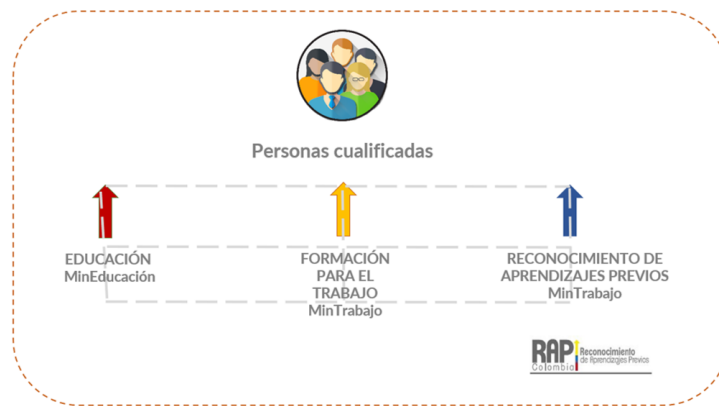 Personas cualificadas
EDUCACIÓN
MinEducación
FORMACIÓN
PARA EL
TRABAJO
MinTrabajo
RECONOCIMIENTO DE
APRENDIZAJES PREVIOS
MinTrabajo
RAP
Colombia
Reconocimiento
de Aprendizajes Previos